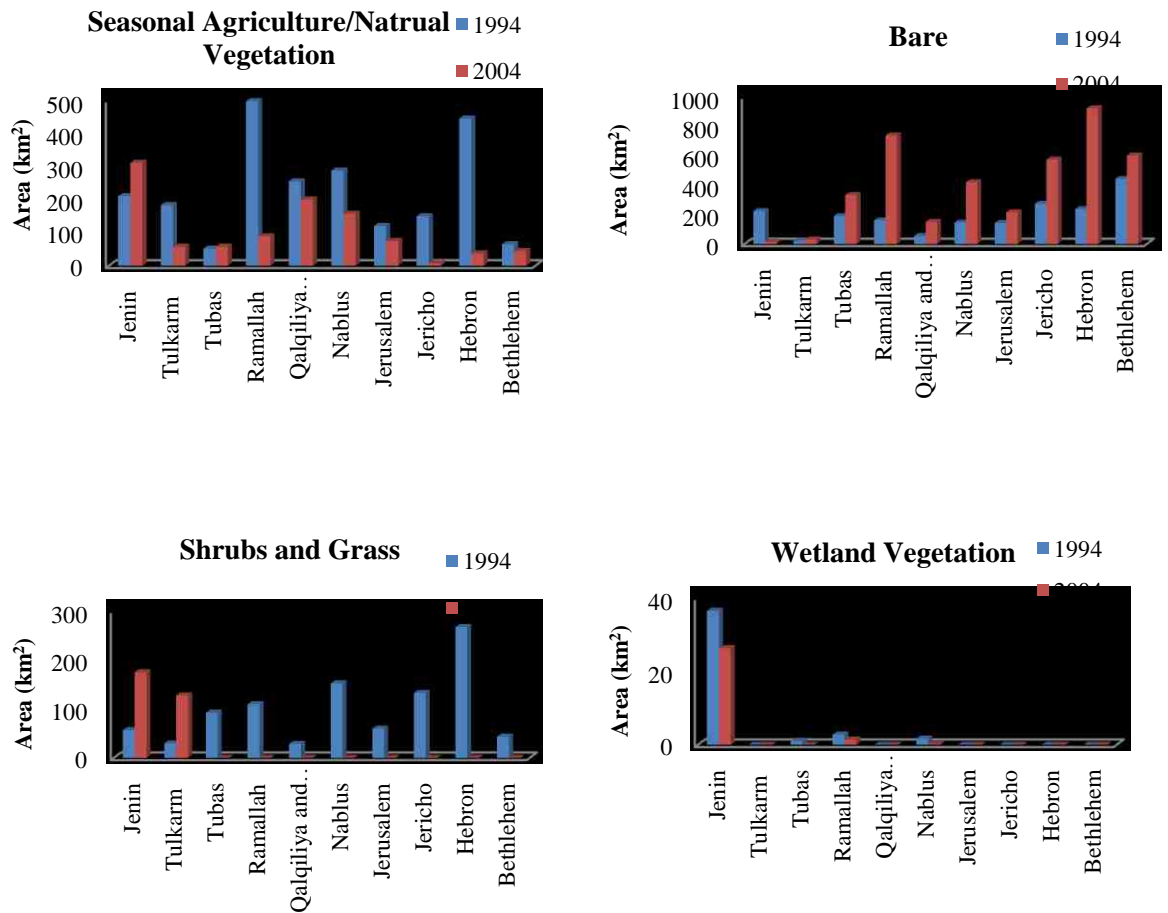 Seasonal Agriculture/Natrual
Vegetation
1994
2004
Area (km²)
500
400
300
200
100
0
Jenin
Tulkarm
Tubas
Ramallah
Qalqiliya..
Nablus
Jerusalem
Jericho
Hebron
Bethlehem
Bare
1994
2004
Area (km²)
1000
800
600
400
200
0
Jenin
Tulkarm
Tubas
Ramallah
Qalqiliya and..
Nablus
Jerusalem
Jericho
Hebron
Bethlehem
Shrubs and Grass
1994
Area (km²)
300
200
100
0
Jenin
Tulkarm
Tubas
Ramallah
Qalqiliya and..
Nablus
Jerusalem
Jericho
Hebron
Bethlehem
Wetland Vegetation
1994
2004
Area (km²)
40
20
0
Jenin
Tulkarm
Tubas
Ramallah
Qalqiliya..
Nablus
Jerusalem
Jericho
Hebron
Bethlehem